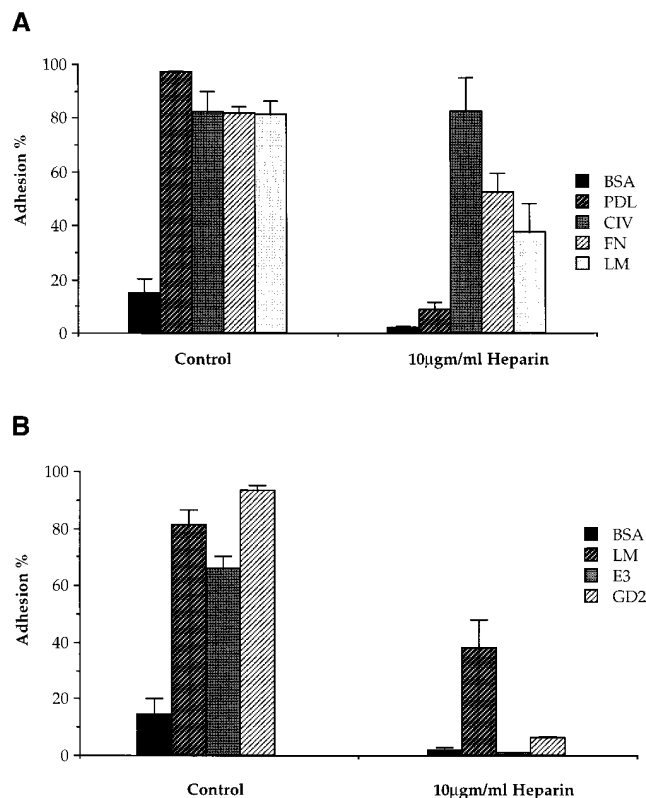 A
100
80
60
40
20
0
Adhesion %
Control
10μgm/ml Heparin
BSA
PDL
CIV
FN
LM
B
100
80
60
40
20
0
Adhesion %
Control
10μgm/ml Heparin
BSA
LM
E3
GD2